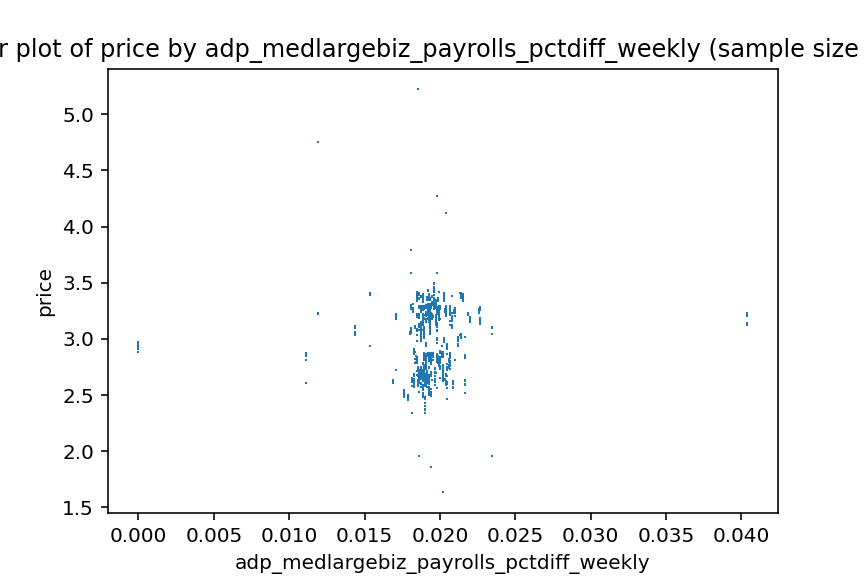 r plot of price by adp_medlargebiz_payrolls_pctdiff_weekly (sample size
5.0
4.5
4.0
3.5
3.0
2.5
2.0
1.5
price
0.000 0.005 0.010 0.015 0.020 0.025 0.030 0.035 0.040
adp_medlargebiz_payrolls_pctdiff_weekly